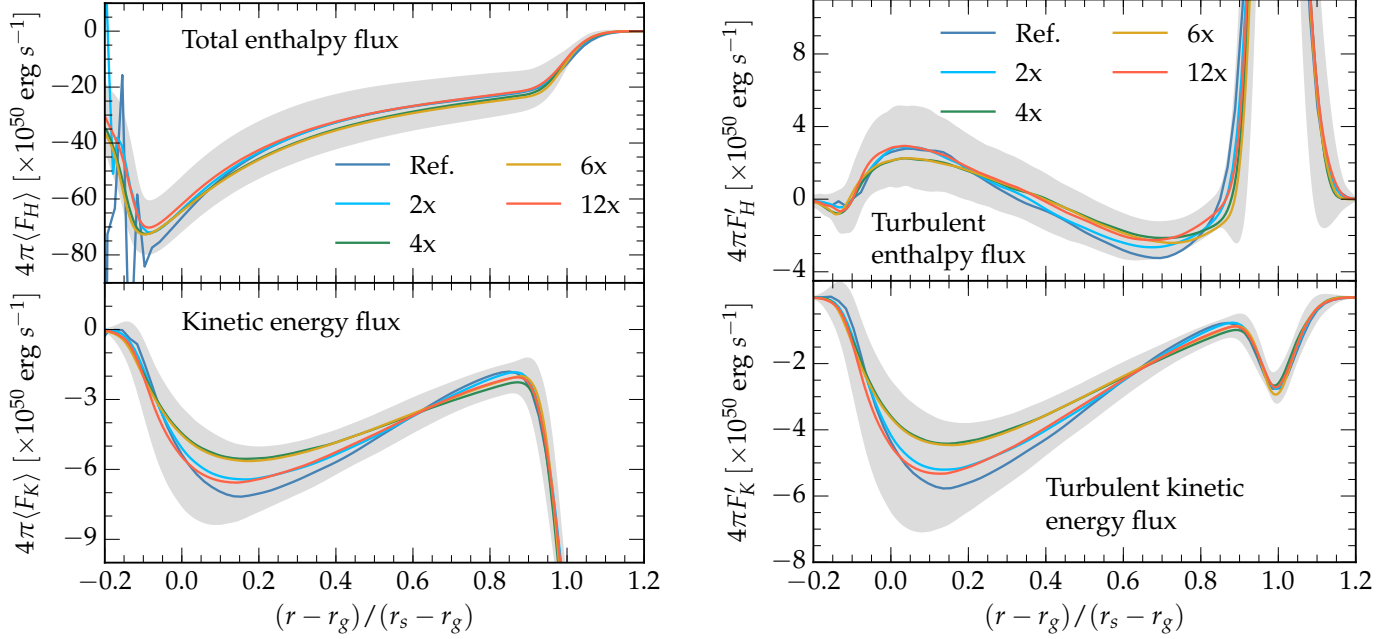 Total enthalpy flux
4π⟨F_H⟩ [×10^50 erg s^−1]
0
−20
−40
−60
−80
Ref.
2x
4x
6x
12x
Kinetic energy flux
4π⟨F_K⟩ [×10^50 erg s^−1]
0
−3
−6
−9
−0.2 0.0 0.2 0.4 0.6 0.8 1.0 1.2
(r − r_g)/(r_s − r_g)
4πF′_H [×10^50 erg s^−1]
8
4
0
−4
Ref.
2x
4x
6x
12x
Turbulent
enthalpy flux
4πF′_K [×10^50 erg s^−1]
−2
−4
−6
−8
Turbulent kinetic
energy flux
−0.2 0.0 0.2 0.4 0.6 0.8 1.0 1.2
(r − r_g)/(r_s − r_g)